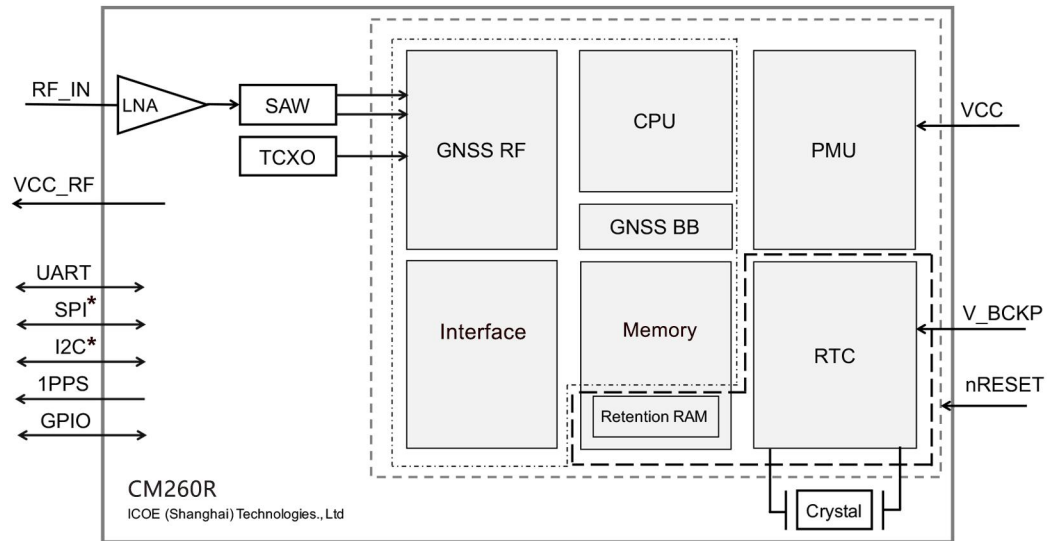 RF_IN
LNA
SAW
TCXO
VCC_RF
UART
SPI*
I2C*
1PPS
GPIO
GNSS RF
CPU
GNSS BB
PMU
Interface
Memory
Retention RAM
RTC
VCC
V_BCKP
nRESET
Crystal
CM260R
ICOE (Shanghai) Technologies., Ltd